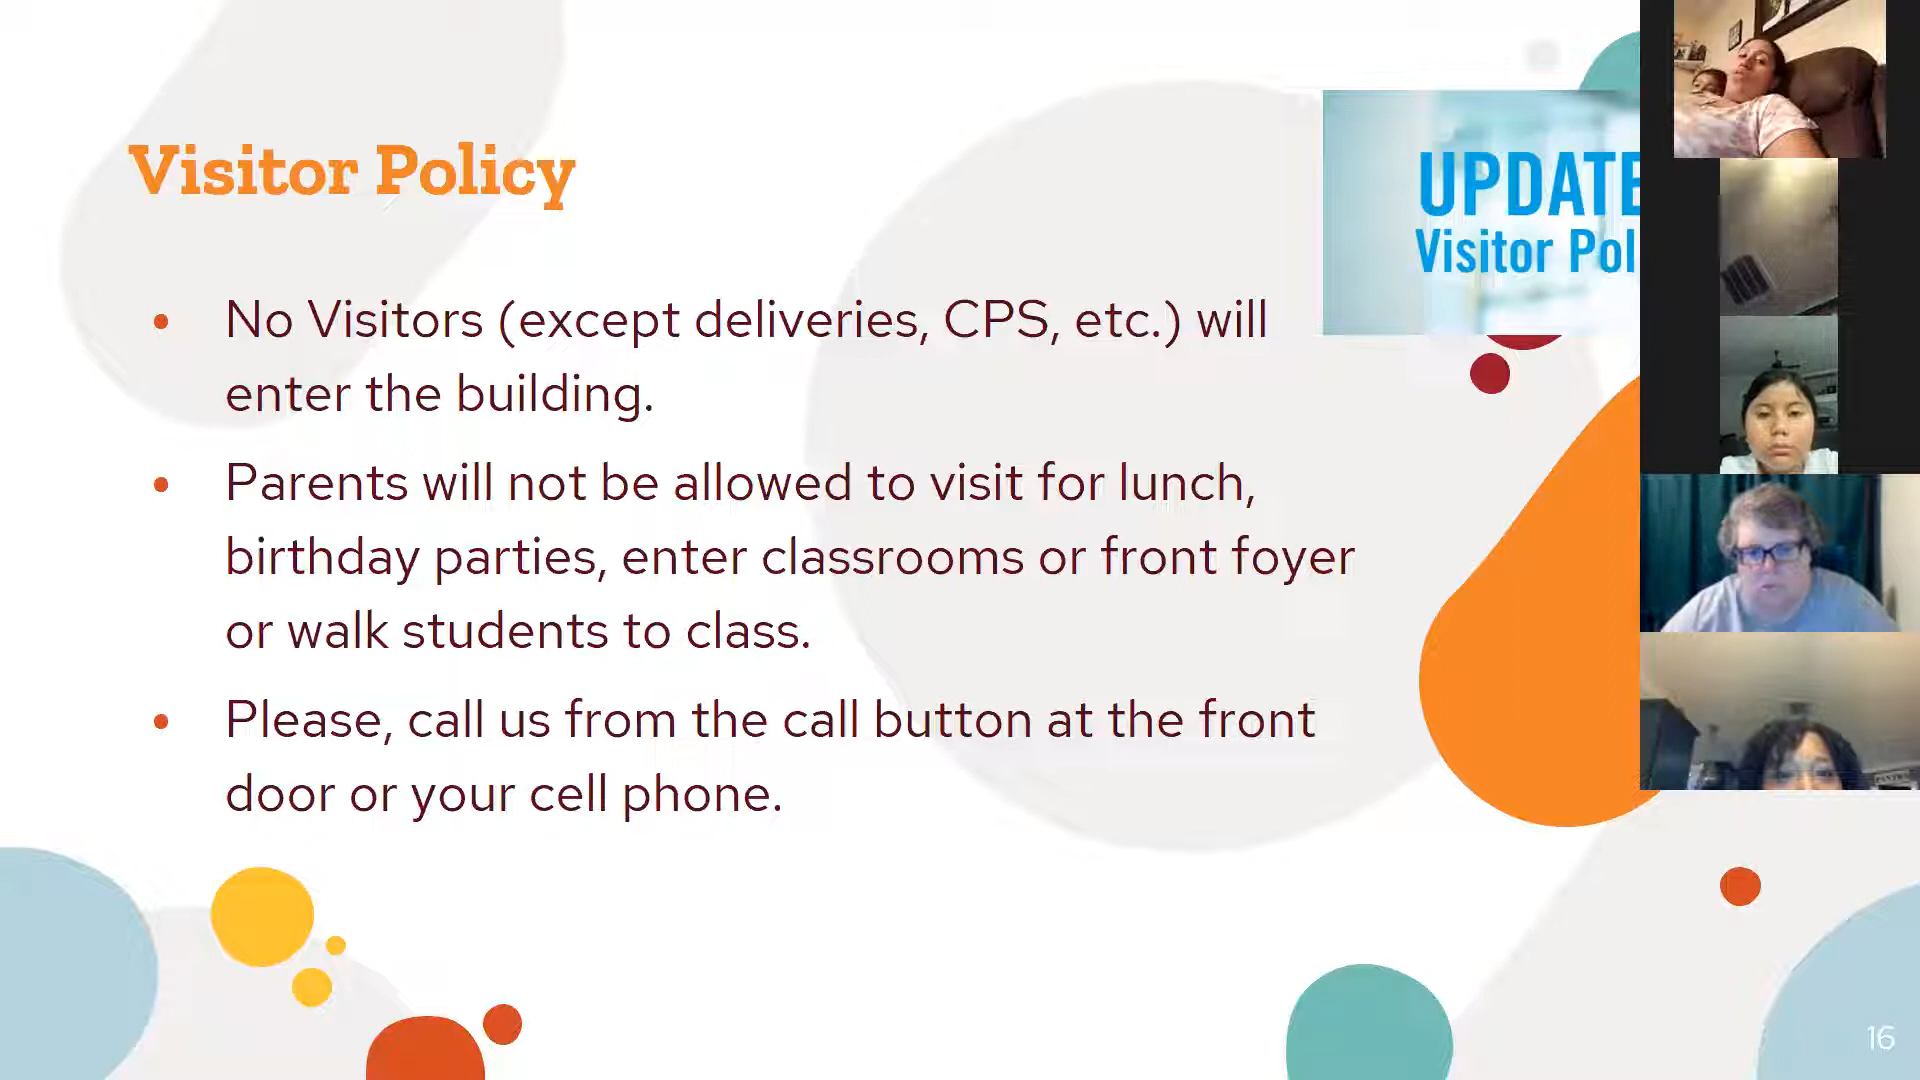 Visitor Policy
UPDATE
Visitor Pol
• No Visitors (except deliveries, CPS, etc.) will
enter the building.
• Parents will not be allowed to visit for lunch,
birthday parties, enter classrooms or front foyer
or walk students to class.
• Please, call us from the call button at the front
door or your cell phone.
16